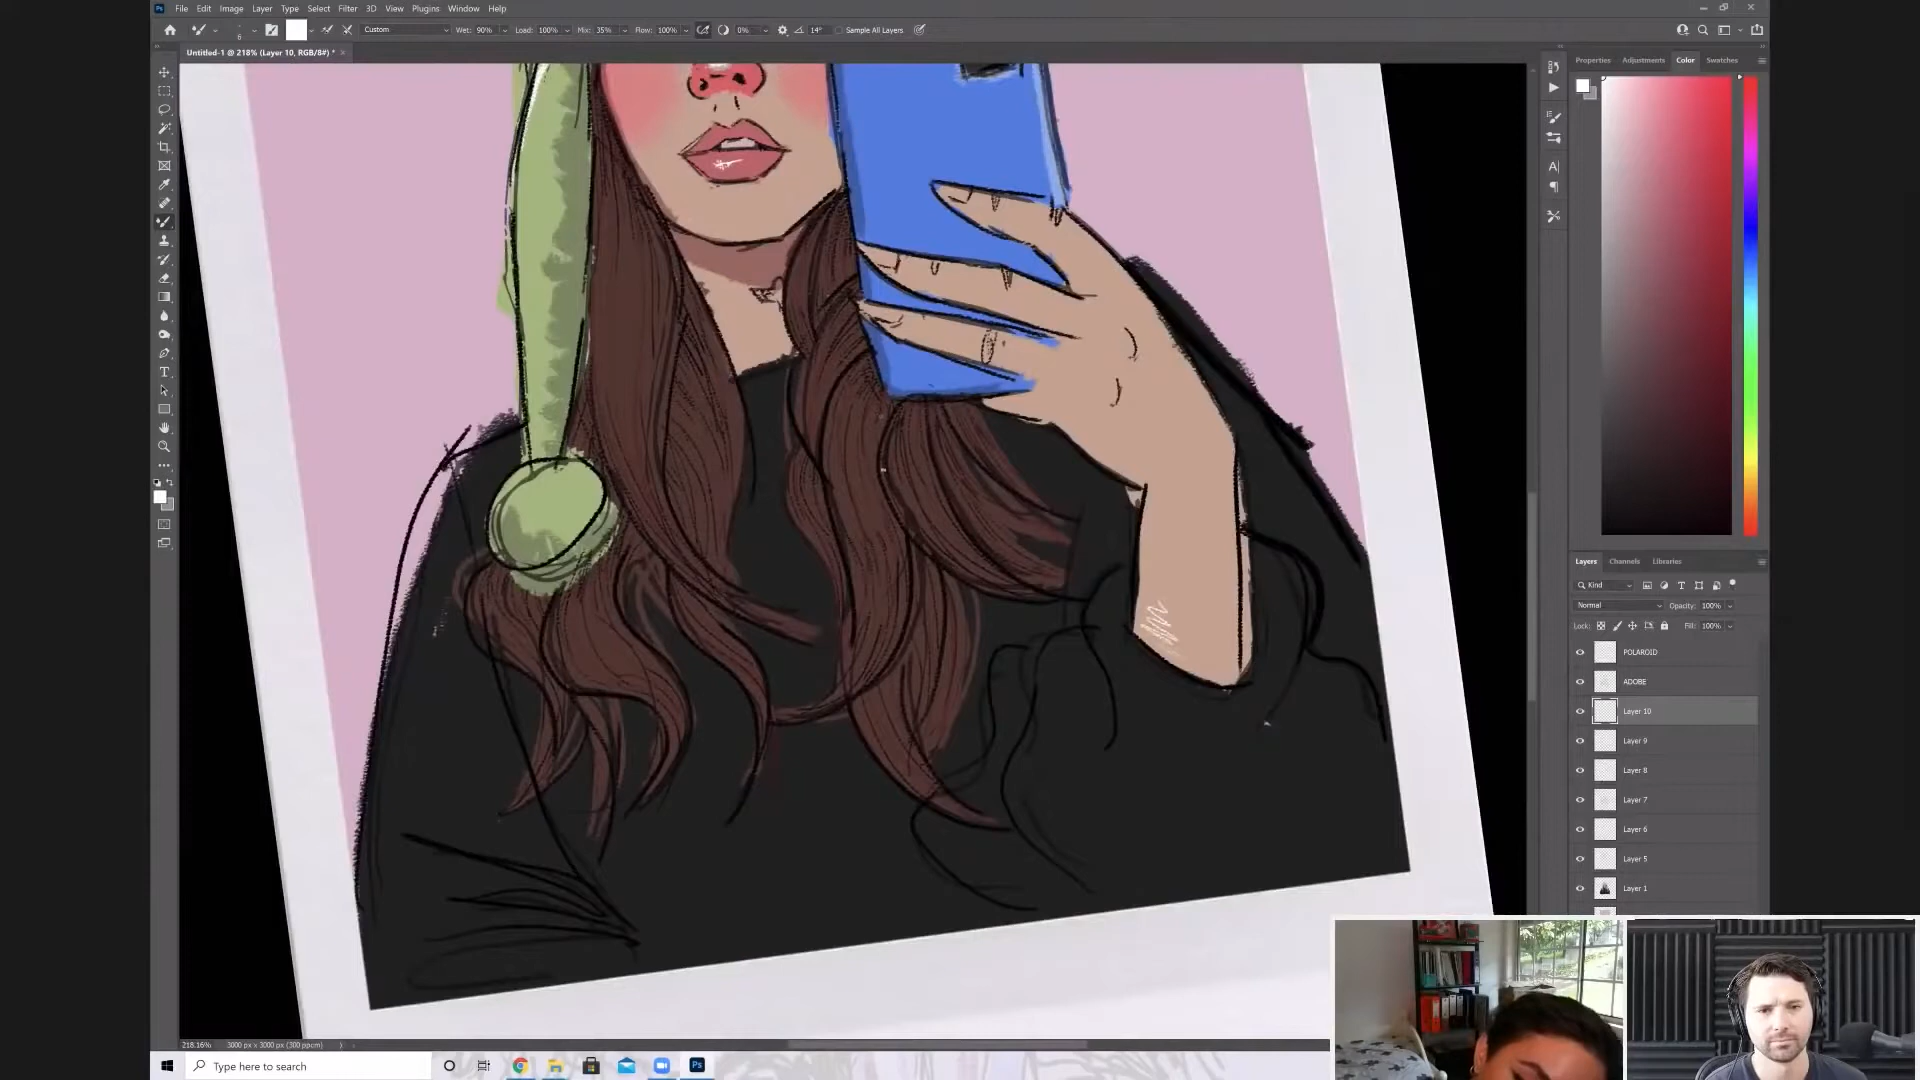 File Edit Image Layer Type Select Filter 3D View Plugins Window Help
Custom Wet: 90% Load: 100% Mix: 35% Flow: 100% 0% 14° Sample All Layers
Untitled-1 @ 218% (Layer 10, RGB/8#) *
Properties Adjustments Color Swatches
Layers Channels Libraries
Kind
Normal Opacity: 100%
Lock: Fill: 100%
POLAROID
ADOBE
Layer 10
Layer 9
Layer 8
Layer 7
Layer 6
Layer 5
Layer 1
218.16% 3000 px x 3000 px (300 ppcm)
Type here to search
Ps